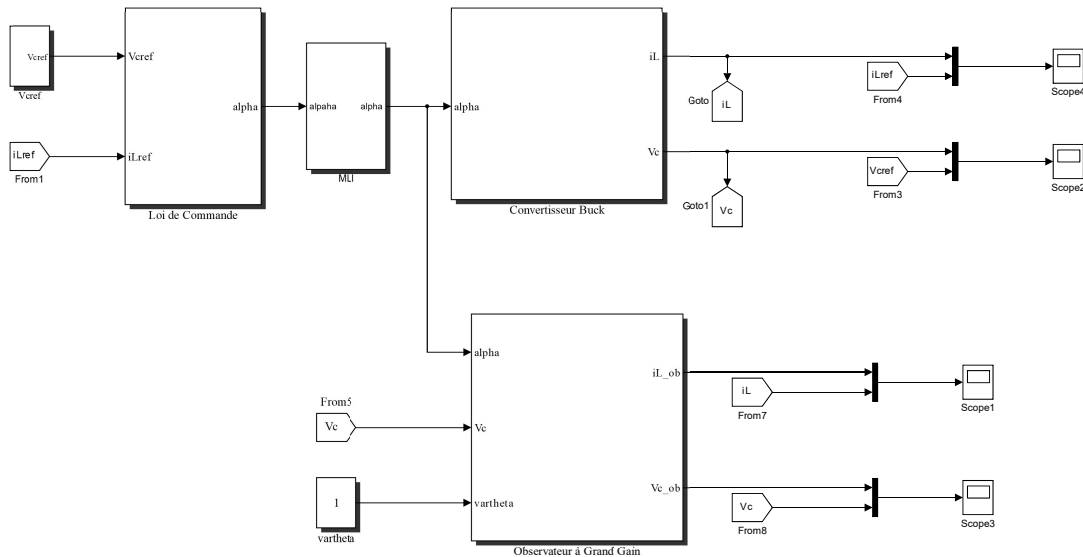 Vcref
Vcref
iLref
From1
Vcref
iLref
alpha
Loi de Commande
alpaha
alpha
MLI
alpha
iL
Vc
Convertisseur Buck
Goto
iL
iLref
From4
Scope4
Goto1
Vc
Vcref
From3
Scope2
From5
Vc
1
vartheta
alpha
Vc
vartheta
iL_ob
Vc_ob
Observateur à Grand Gain
iL
From7
Scope1
Vc
From8
Scope3